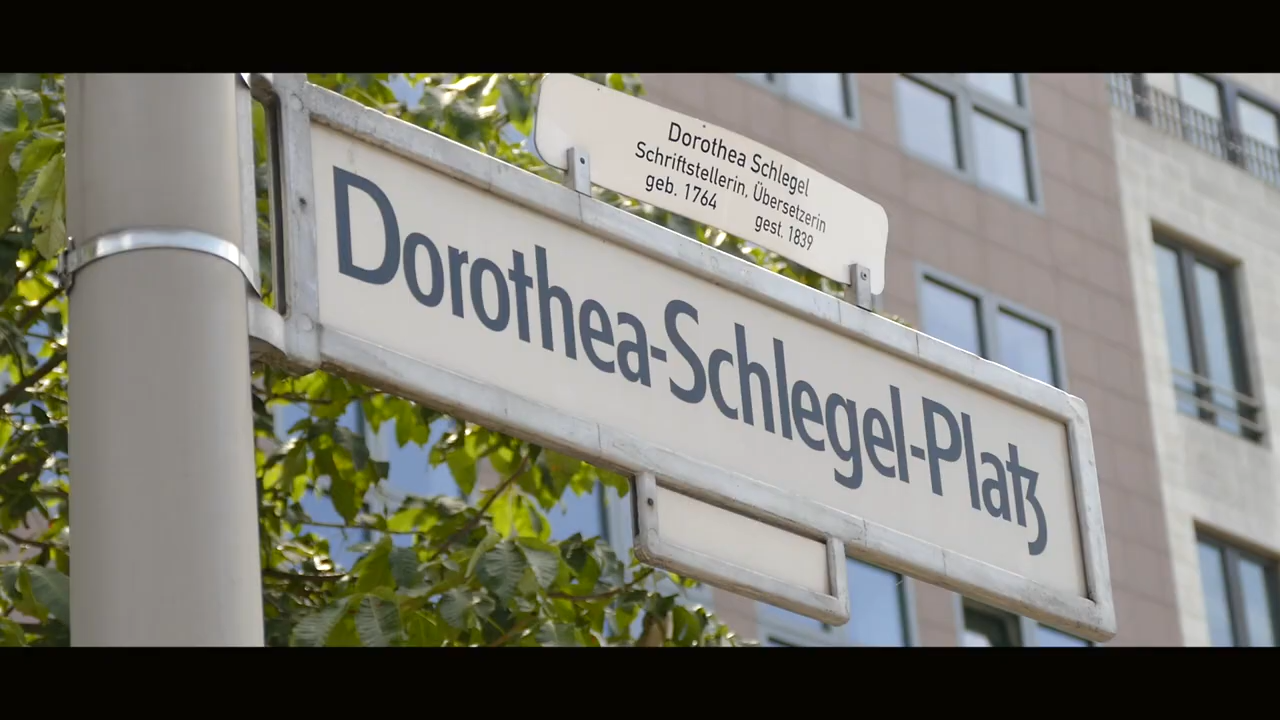 Dorothea Schlegel
Schriftstellerin, Übersetzerin
geb. 1764 gest. 1839
Dorothea-Schlegel-Platz